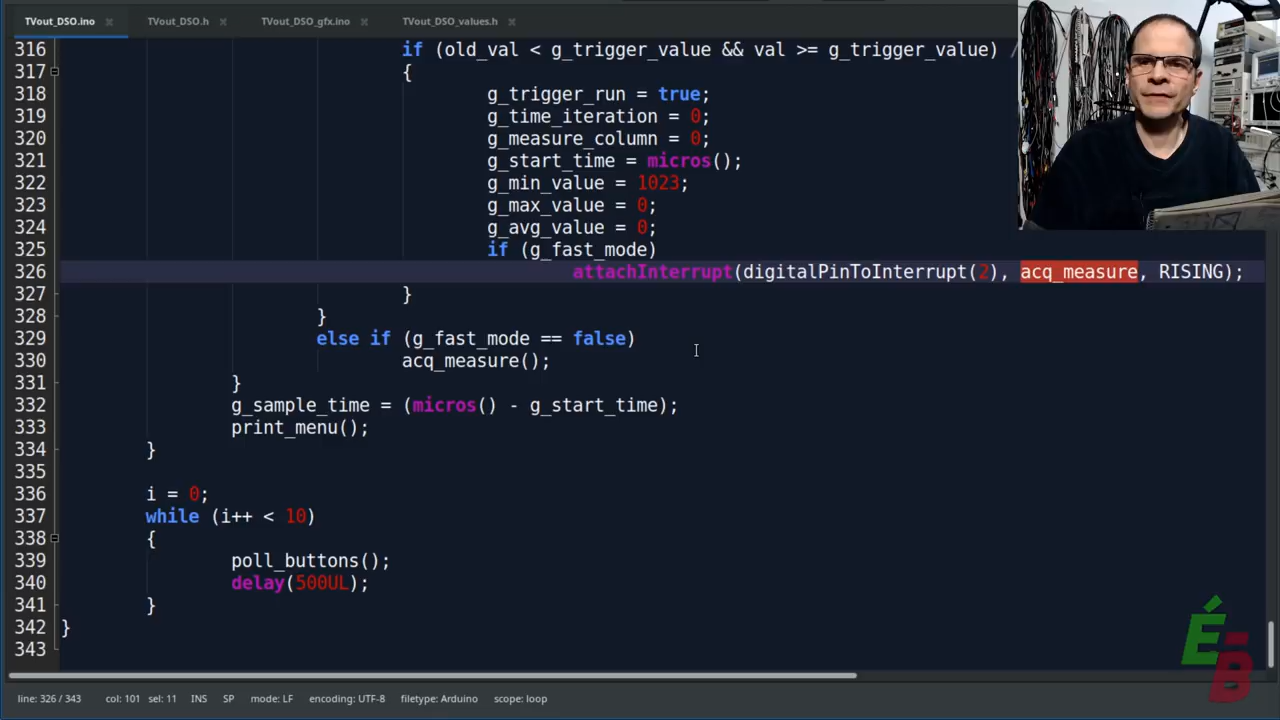 TVout_DSO.ino TVout_DSO.h TVout_DSO_gfx.ino TVout_DSO_values.h
316 if (old_val < g_trigger_value && val >= g_trigger_value) /
317 {
318 g_trigger_run = true;
319 g_time_iteration = 0;
320 g_measure_column = 0;
321 g_start_time = micros();
322 g_min_value = 1023;
323 g_max_value = 0;
324 g_avg_value = 0;
325 if (g_fast_mode)
326 attachInterrupt(digitalPinToInterrupt(2), acq_measure, RISING);
327 }
328 }
329 else if (g_fast_mode == false)
330 acq_measure();
331 }
332 g_sample_time = (micros() - g_start_time);
333 print_menu();
334 }
335
336 i = 0;
337 while (i++ < 10)
338 {
339 poll_buttons();
340 delay(500UL);
341 }
342 }
343
line: 326 / 343 col: 101 sel: 11 INS SP mode: LF encoding: UTF-8 filetype: Arduino scope: loop
ÉB